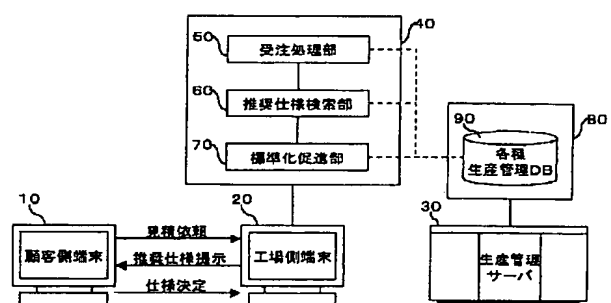 40
50
受注処理部
60
推奨仕様検索部
70
標準化促進部
80
90
各種
生産管理DB
10
顧客側端末
見積依頼
推奨仕様提示
仕様決定
20
工場側端末
30
生産管理
サーバ